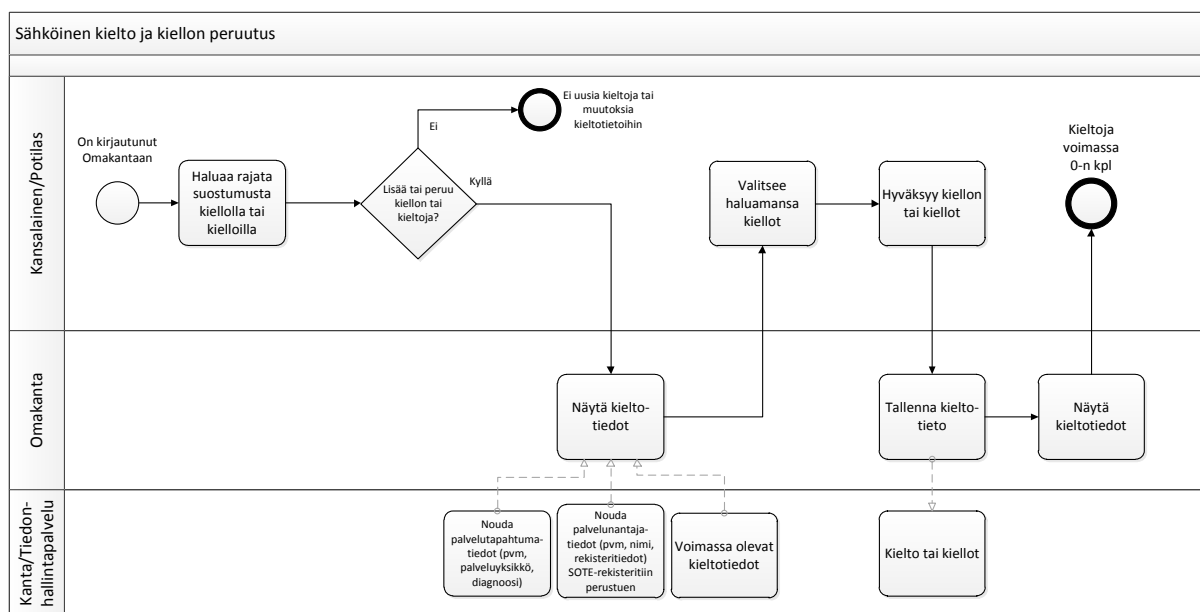 Sähköinen kielto ja kiellon peruutus
Kansalainen/Potilas
On kirjautunut
Omakantaan
Haluaa rajata
suostumusta
kiellolla tai
kielloilla
Lisää tai peruu
kiellon tai
kieltoja?
Ei
Kyllä
Ei uusia kieltoja tai
muutoksia
kieltotietoihin
Valitsee
haluamansa
kiellot
Hyväksyy kiellon
tai kiellot
Kieltoja
voimassa
0-n kpl
Omakanta
Näytä kielto-
tiedot
Tallenna kielto-
tieto
Näytä
kieltotiedot
Kanta/Tiedon-
hallintapalvelu
Nouda
palvelutapahtuma-
tiedot (pvm,
palveluyksikkö,
diagnoosi)
Nouda
palvelunantaja-
tiedot (pvm, nimi,
rekisteritiedot)
SOTE-rekisteritiin
perustuen
Voimassa olevat
kieltotiedot
Kielto tai kiellot